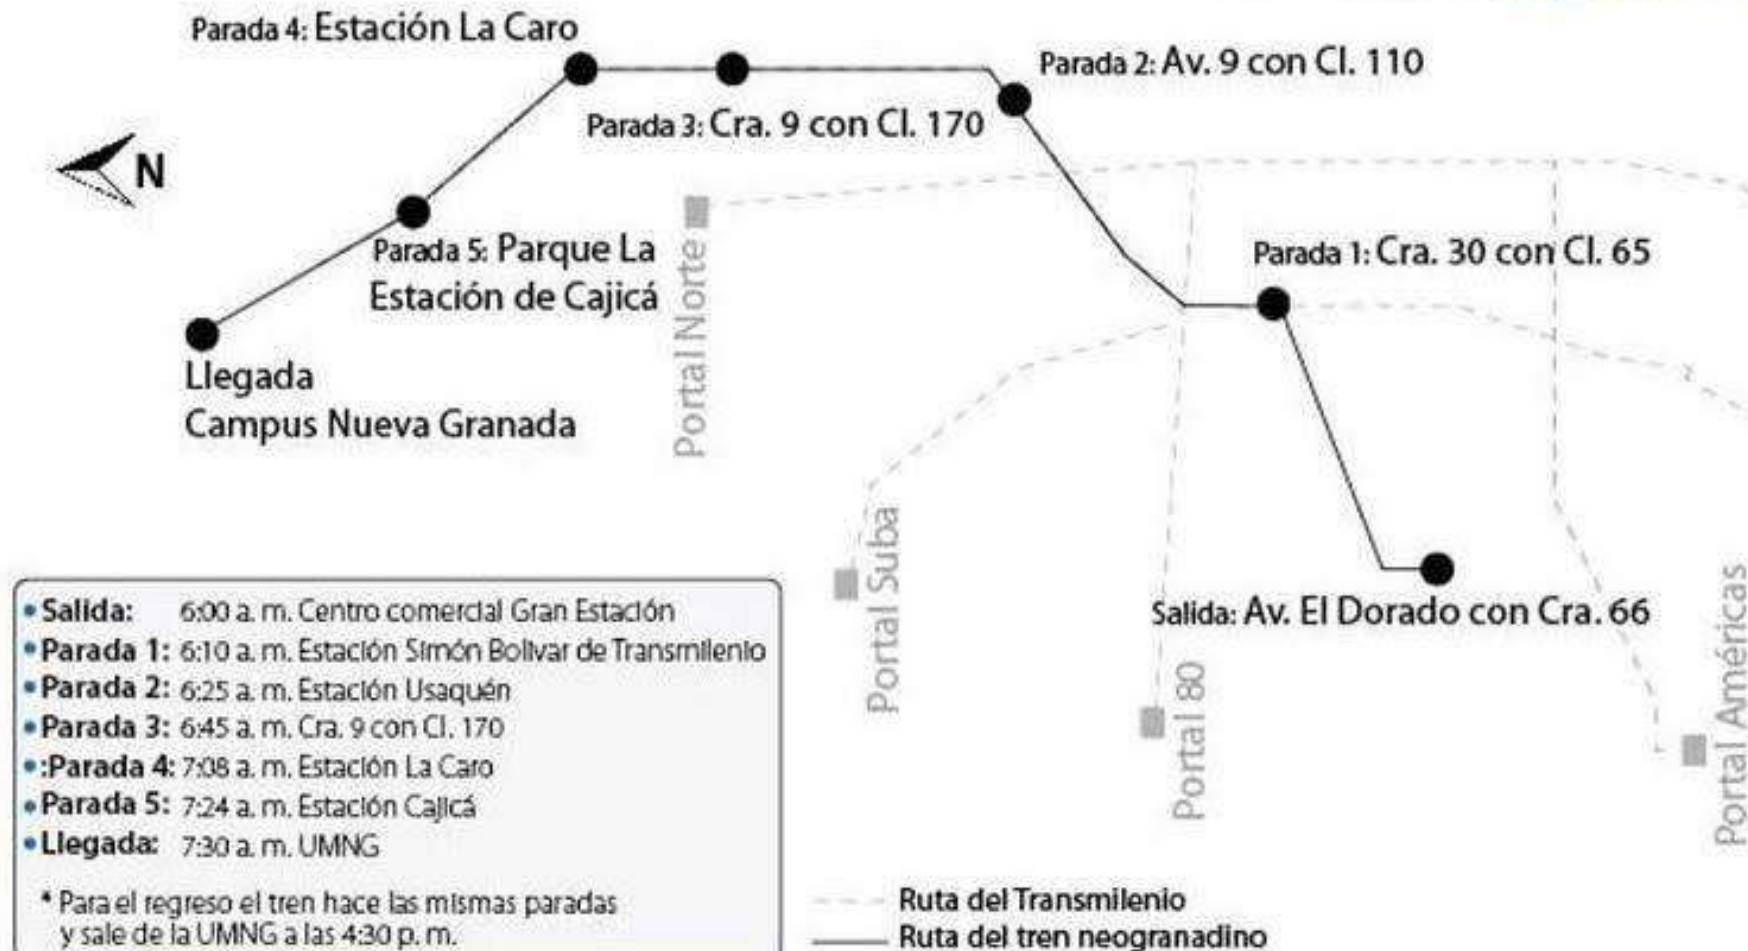 Parada 4: Estación La Caro
Parada 2: Av. 9 con Cl. 110
Parada 3: Cra. 9 con Cl. 170
N
Parada 5: Parque La
Estación de Cajicá
Parada 1: Cra. 30 con Cl. 65
Llegada
Campus Nueva Granada
Portal Norte
Portal Suba
Portal 80
Portal Américas
Salida: Av. El Dorado con Cra. 66
• Salida: 6:00 a. m. Centro comercial Gran Estación
• Parada 1: 6:10 a. m. Estación Simón Bolivar de Transmilenio
• Parada 2: 6:25 a. m. Estación Usaquén
• Parada 3: 6:45 a. m. Cra. 9 con Cl. 170
• :Parada 4: 7:08 a. m. Estación La Caro
• Parada 5: 7:24 a. m. Estación Cajicá
• Llegada: 7:30 a. m. UMNG
* Para el regreso el tren hace las mismas paradas
y sale de la UMNG a las 4:30 p. m.
Ruta del Transmilenio
Ruta del tren neogranadino